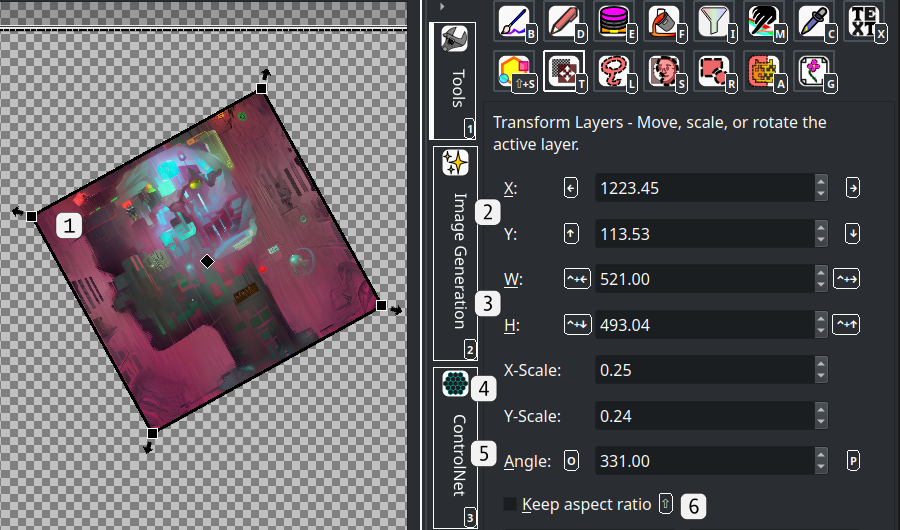 B D E F I M C TEXT X
⇧+S T L S R A G
Tools
1
Transform Layers - Move, scale, or rotate the
active layer.
1
X: ← 1223.45 →
Image Generation
2
2
Y: ↑ 113.53 ↓
W: ^+← 521.00 ^+→
3
H: ^+↓ 493.04 ^+↑
ControlNet
3
4
X-Scale: 0.25
Y-Scale: 0.24
5
Angle: O 331.00 P
Keep aspect ratio ⇧ 6